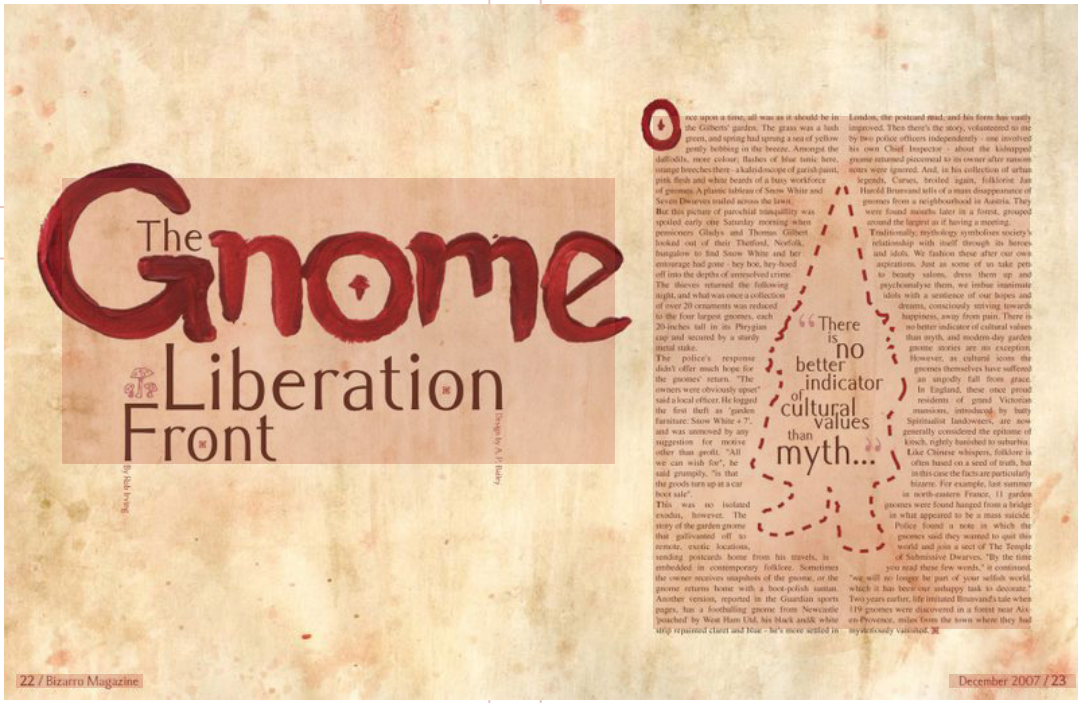 The
Gnome
Liberation
Front
By Rob Irving
Design by A. P. Bailey
Once upon a time, all was as it should be in
the Gilberts' garden. The grass was a lush
green, and spring had sprung a sea of yellow
gently bobbing in the breeze. Amongst the
daffodils, more colour; flashes of blue tunic here,
orange breeches there - a kaleidoscope of garish paint,
pink flesh and white beards of a busy workforce
of gnomes. A plastic tableau of Snow White and
Seven Dwarves trailed across the lawn.
But this picture of parochial tranquillity was
spoiled early one Saturday morning when
pensioners Gladys and Thomas Gilbert
looked out of their Thetford, Norfolk,
bungalow to find Snow White and her
entourage had gone - hey hoe, hey-hoed
off into the depths of unresolved crime.
The thieves returned the following
night, and what was once a collection
of over 20 ornaments was reduced
to the four largest gnomes, each
20-inches tall in its Phrygian
cap and secured by a sturdy
metal stake.
The police's response
didn't offer much hope for
the gnomes' return. "The
owners were obviously upset"
said a local officer. He logged
the first theft as 'garden
furniture: Snow White + 7',
and was unmoved by any
suggestion for motive
other than profit. "All
we can wish for", he
said grumpily, "is that
the goods turn up at a car
boot sale".
This was no isolated
exodus, however. The
story of the garden gnome
that gallivanted off to
remote, exotic locations,
sending postcards home from his travels, is
embedded in contemporary folklore. Sometimes
the owner receives snapshots of the gnome, or the
gnome returns home with a boot-polish suntan.
Another version, reported in the Guardian sports
pages, has a footballing gnome from Newcastle
'poached' by West Ham Utd, his black and& white
strip repainted claret and blue - he's more settled in
London, the postcard read, and his form has vastly
improved. Then there's the story, volunteered to me
by two police officers independently - one involved
his own Chief Inspector - about the kidnapped
gnome returned piecemeal to its owner after ransom
notes were ignored. And, in his collection of urban
legends, Curses, broiled again, folklorist Jan
Harold Brunvand tells of a mass disappearance of
gnomes from a neighbourhood in Austria. They
were found months later in a forest, grouped
around the largest as if having a meeting.
Traditionally, mythology symbolises society's
relationship with itself through its heroes
and idols. We fashion these after our own
aspirations. Just as some of us take pets
to beauty salons, dress them up and
psychoanalyse them, we imbue inanimate
idols with a sentience of our hopes and
dreams, consciously striving towards
happiness, away from pain. There is
no better indicator of cultural values
than myth, and modern-day garden
gnome stories are no exception.
However, as cultural icons the
gnomes themselves have suffered
an ungodly fall from grace.
In England, these once proud
residents of grand Victorian
mansions, introduced by batty
Spiritualist landowners, are now
generally considered the epitome of
kitsch, rightly banished to suburbia.
Like Chinese whispers, folklore is
often based on a seed of truth, but
in this case the facts are particularly
bizarre. For example, last summer
in north-eastern France, 11 garden
gnomes were found hanged from a bridge
in what appeared to be a mass suicide.
Police found a note in which the
gnomes said they wanted to quit this
world and join a sect of The Temple
of Submissive Dwarves. "By the time
you read these few words," it continued,
"we will no longer be part of your selfish world,
which it has been our unhappy task to decorate."
Two years earlier, life imitated Brunvand's tale when
119 gnomes were discovered in a forest near Aix-
en-Provence, miles from the town where they had
mysteriously vanished.
“There
is no
better
indicator
of
cultural
values
than
myth...”
22 / Bizarro Magazine
December 2007 / 23